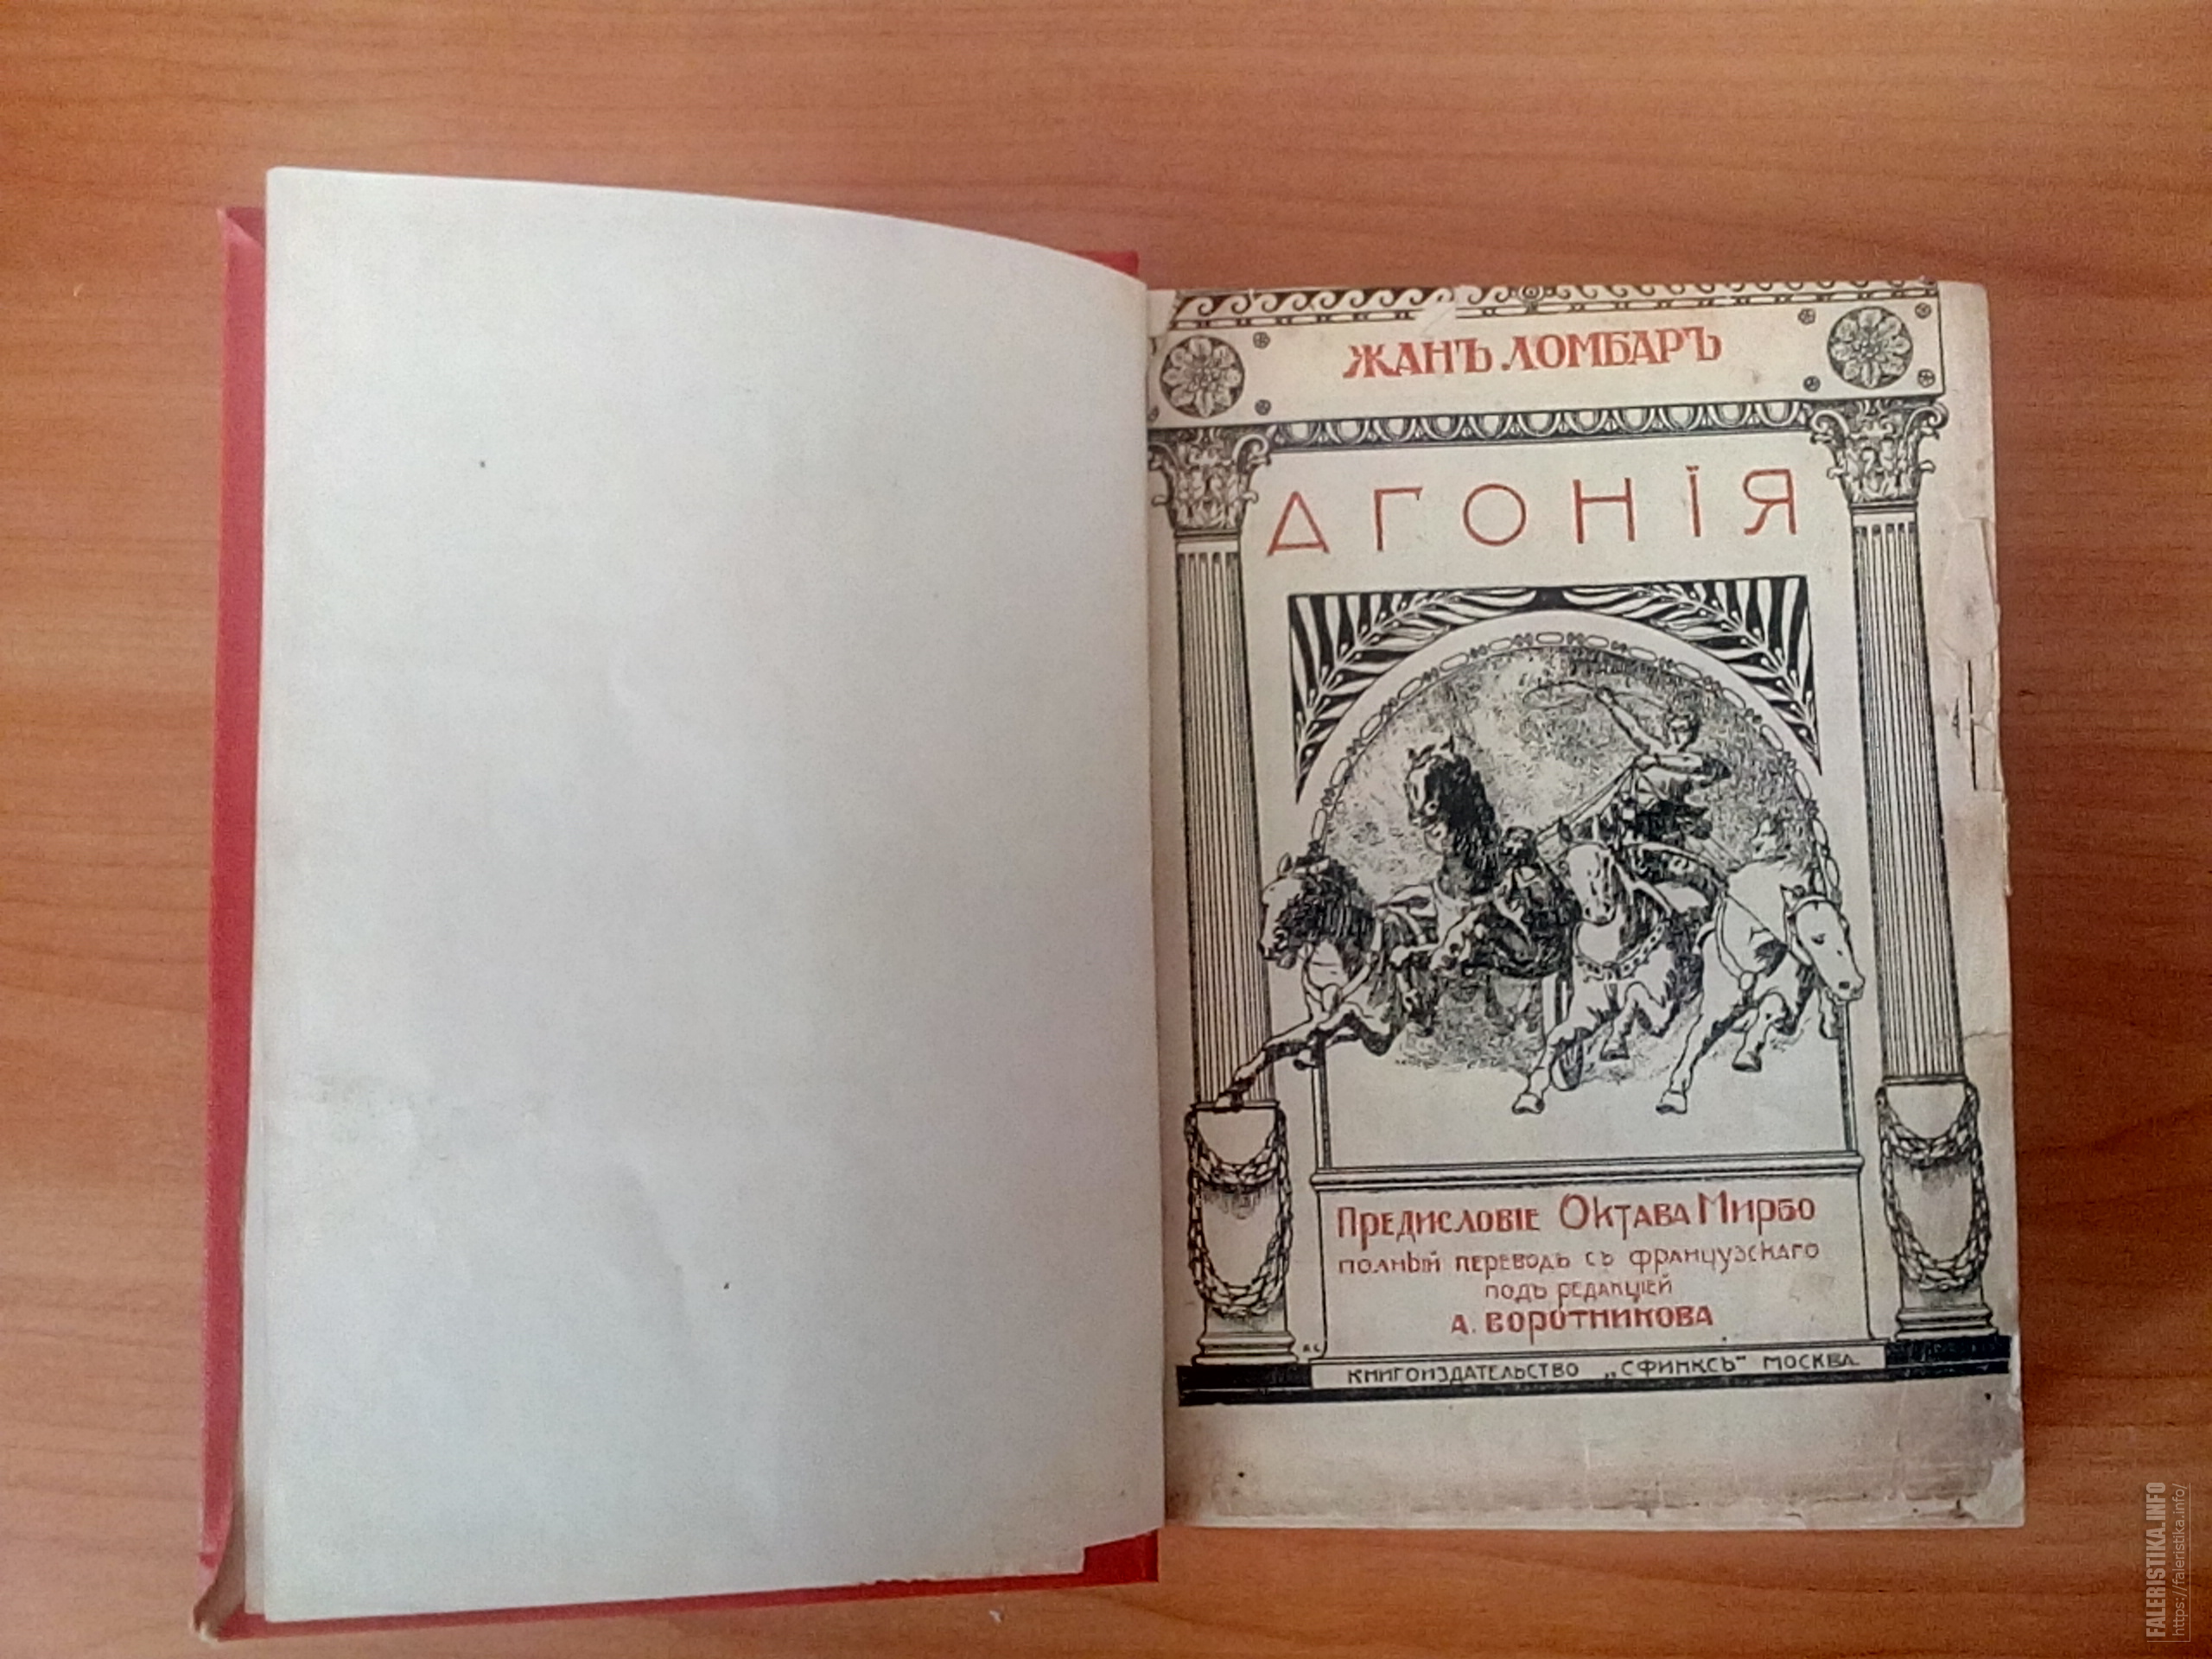 ЖАНЪ ЛОМБАРЪ
АГОНІЯ
ПРЕДИСЛОВІЕ ОКТАВА МИРБО
ПОЛНЫЙ ПЕРЕВОДЪ СЪ ФРАНЦУЗСКАГО
ПОДЪ РЕДАКЦІЕЙ
А. ВОРОТНИКОВА
КНИГОИЗДАТЕЛЬСТВО „СФИНКСЪ“ МОСКВА.
FALERISTIKA.INFO
https://faleristika.info/